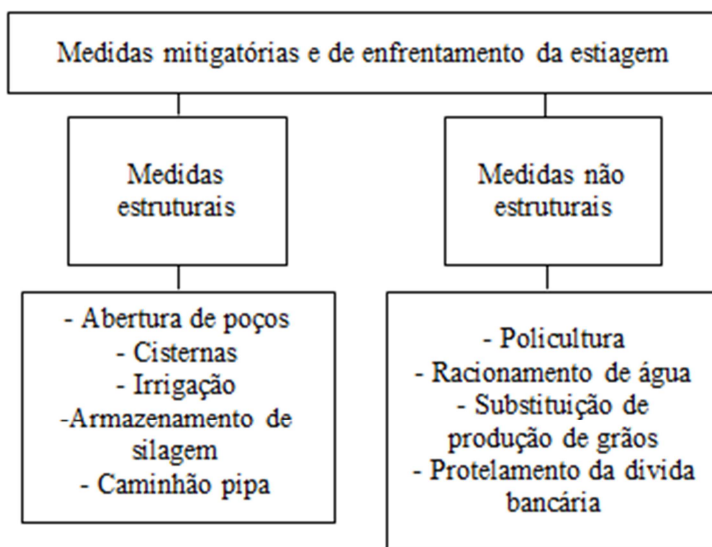 Medidas mitigatórias e de enfrentamento da estiagem
Medidas
estruturais
Medidas não
estruturais
- Abertura de poços
- Cisternas
- Irrigação
-Armazenamento de
silagem
- Caminhão pipa
- Policultura
- Racionamento de água
- Substituição de
produção de grãos
- Protelamento da divida
bancária